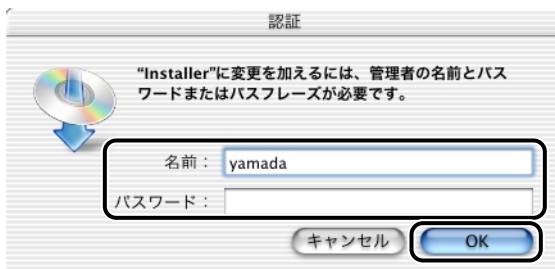 認証
“Installer”に変更を加えるには、管理者の名前とパス
ワードまたはパスフレーズが必要です。
名前： yamada
パスワード：
キャンセル OK